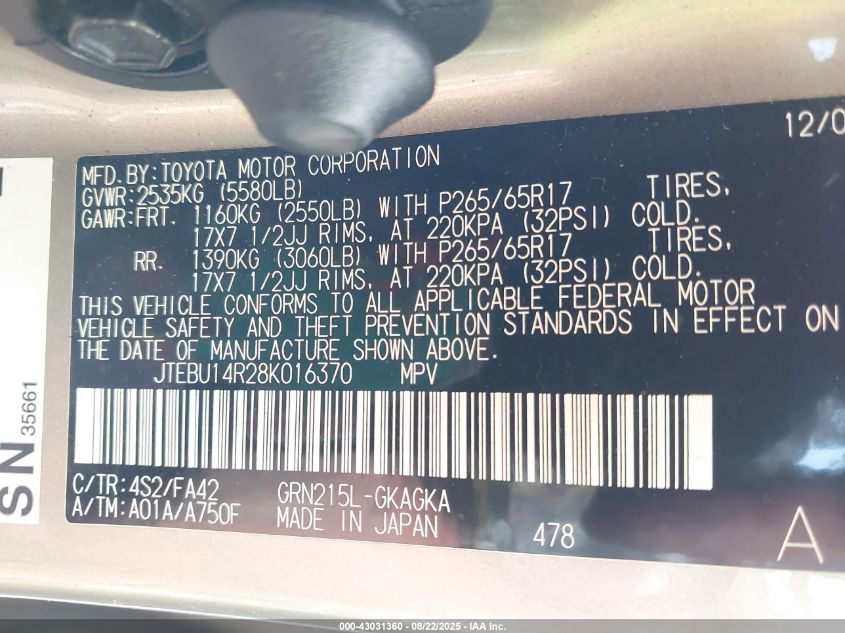 12/0
MFD.BY:TOYOTA MOTOR CORPORATION
GVWR:2535KG (5580LB)
GAWR:FRT. 1160KG (2550LB) WITH P265/65R17 TIRES,
17X7 1/2JJ RIMS, AT 220KPA (32PSI) COLD.
RR. 1390KG (3060LB) WITH P265/65R17 TIRES,
17X7 1/2JJ RIMS, AT 220KPA (32PSI) COLD.
THIS VEHICLE CONFORMS TO ALL APPLICABLE FEDERAL MOTOR
VEHICLE SAFETY AND THEFT PREVENTION STANDARDS IN EFFECT ON
THE DATE OF MANUFACTURE SHOWN ABOVE.
JTEBU14R28K016370 MPV
C/TR:4S2/FA42 GRN215L-GKAGKA
A/TM:A01A/A750F MADE IN JAPAN 478 A
SN 35661
000-43031360 - 08/22/2025 - IAA Inc.